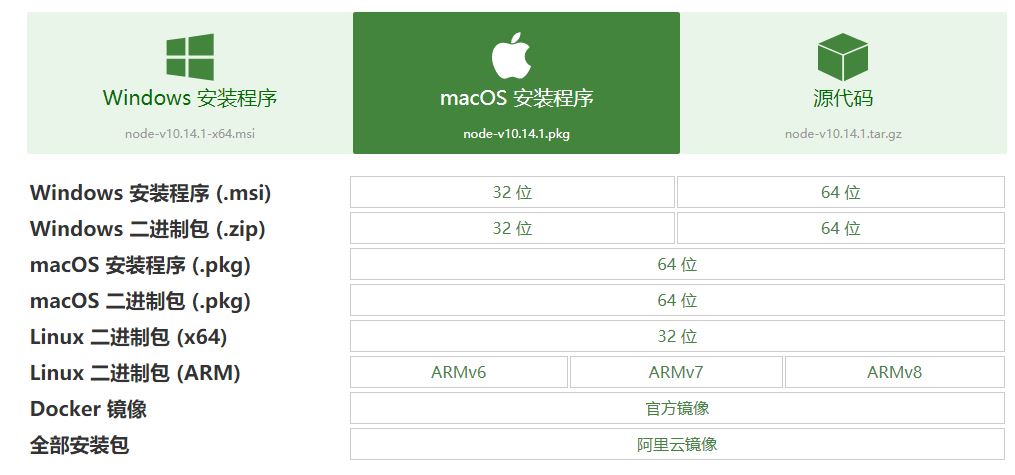 Windows 安装程序 macOS 安装程序 源代码
node-v10.14.1-x64.msi node-v10.14.1.pkg node-v10.14.1.tar.gz
Windows 安装程序 (.msi) 32 位 64 位
Windows 二进制包 (.zip) 32 位 64 位
macOS 安装程序 (.pkg) 64 位
macOS 二进制包 (.pkg) 64 位
Linux 二进制包 (x64) 32 位
Linux 二进制包 (ARM) ARMv6 ARMv7 ARMv8
Docker 镜像 官方镜像
全部安装包 阿里云镜像